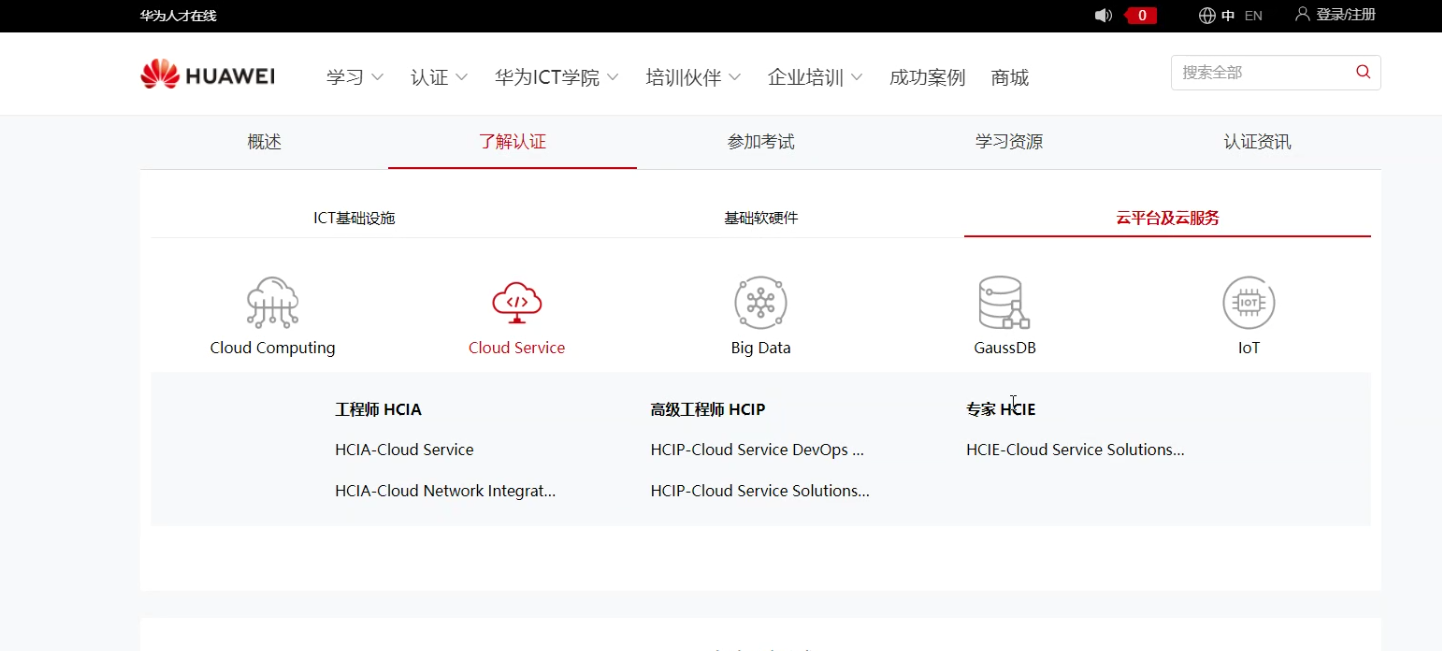 华为人才在线
0
中 EN
登录/注册
HUAWEI
学习 认证 华为ICT学院 培训伙伴 企业培训 成功案例 商城
搜索全部
概述 了解认证 参加考试 学习资源 认证资讯
ICT基础设施 基础软硬件 云平台及云服务
IOT
Cloud Computing Cloud Service Big Data GaussDB IoT
工程师 HCIA 高级工程师 HCIP 专家 HCIE
HCIA-Cloud Service HCIP-Cloud Service DevOps ... HCIE-Cloud Service Solutions...
HCIA-Cloud Network Integrat... HCIP-Cloud Service Solutions...